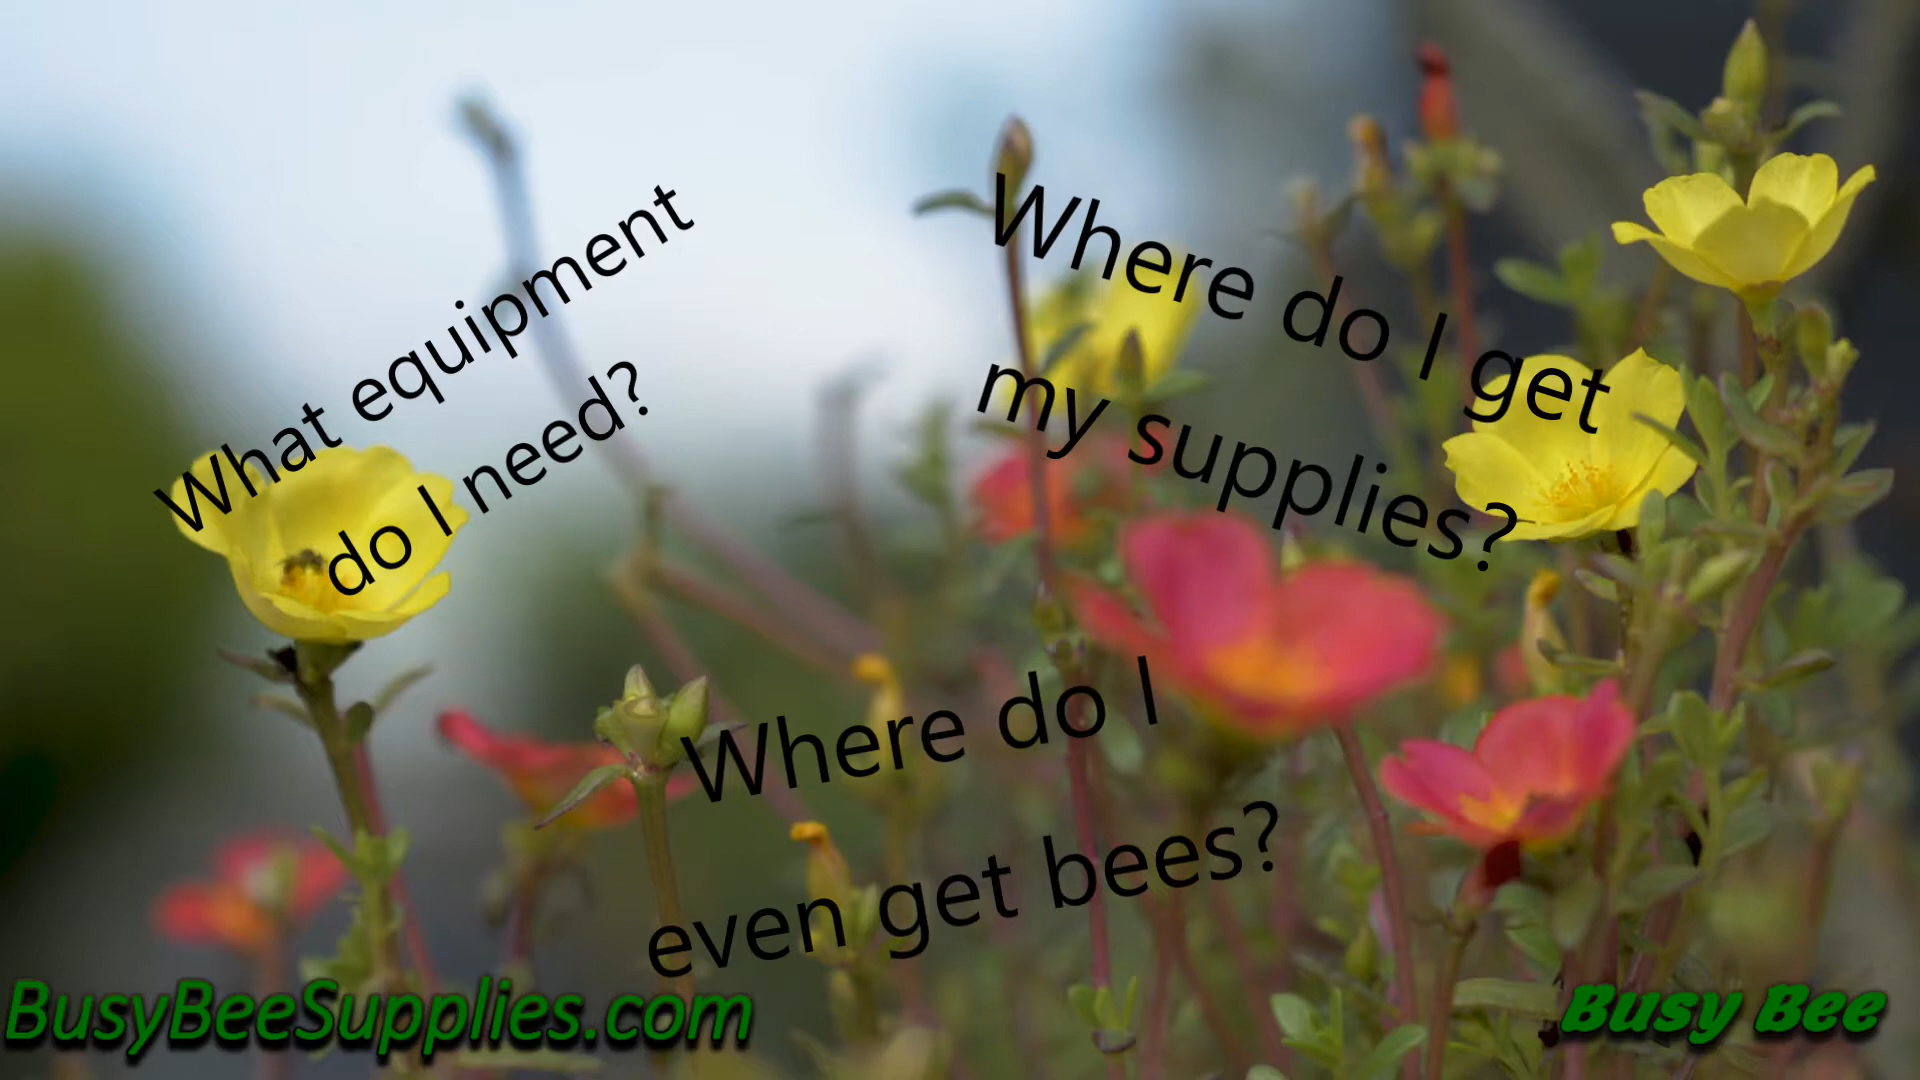 What equipment
do I need?
Where do I get
my supplies?
Where do I
even get bees?
BusyBeeSupplies.com
Busy Bee